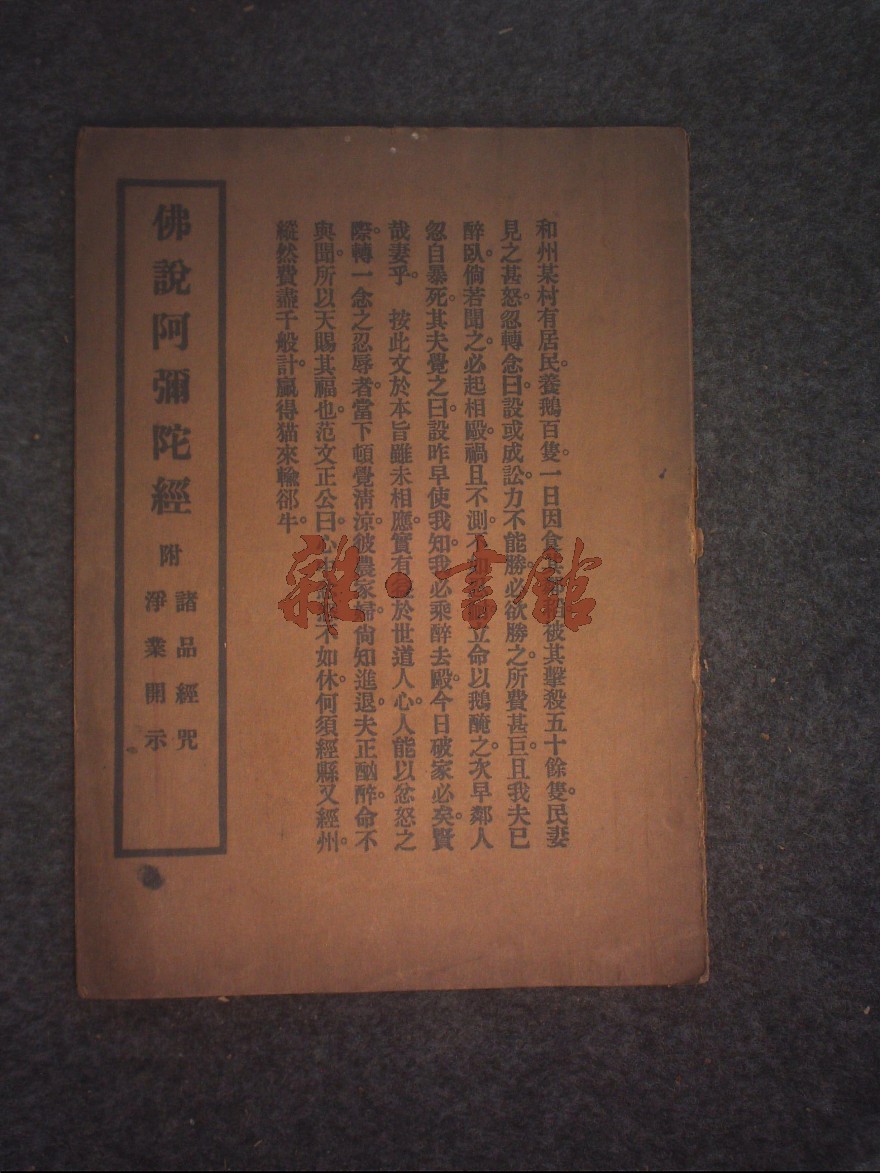 和州某村有居民。養鵝百隻。一日因食 被其擊殺五十餘隻。民妻
見之甚怒。忽轉念曰。設或成訟。力不能勝。必欲勝之。所費甚巨。且我夫已
醉臥。倘若聞之。必起相毆。禍且不測。不 立命以鵝醃之。次早鄰人
忽自暴死。其夫覺之曰。設昨早使我知。我必乘醉去毆。今日破家必矣。賢
哉妻乎。 按此文於本旨雖未相應。實有 於世道人心。人能以忿怒之
際。轉一念之忍辱者。當下頓覺清涼。彼農家婦尙知進退。夫正酗醉。命不
與聞。所以天賜其福也。范文正公曰。心 不如休。何須經縣又經州。
縱然費盡千般計。贏得猫來輸郤牛。
佛說阿彌陀經 附
諸品經咒
淨業開示
雜·書館